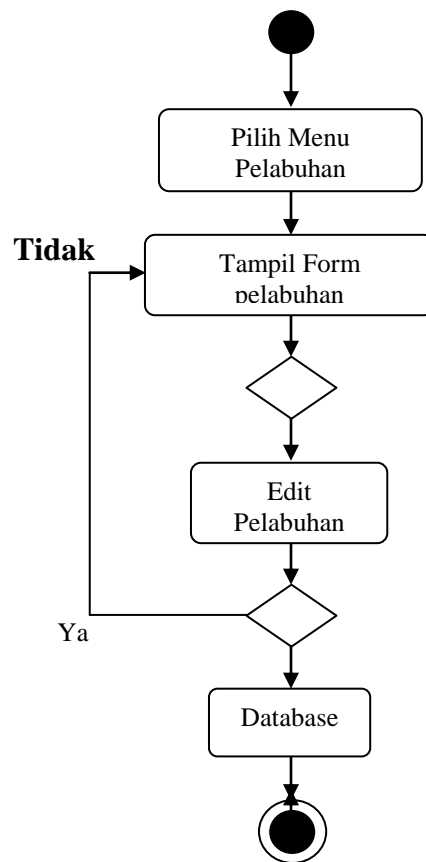 Pilih Menu
Pelabuhan
Tidak
Tampil Form
pelabuhan
Edit
Pelabuhan
Ya
Database